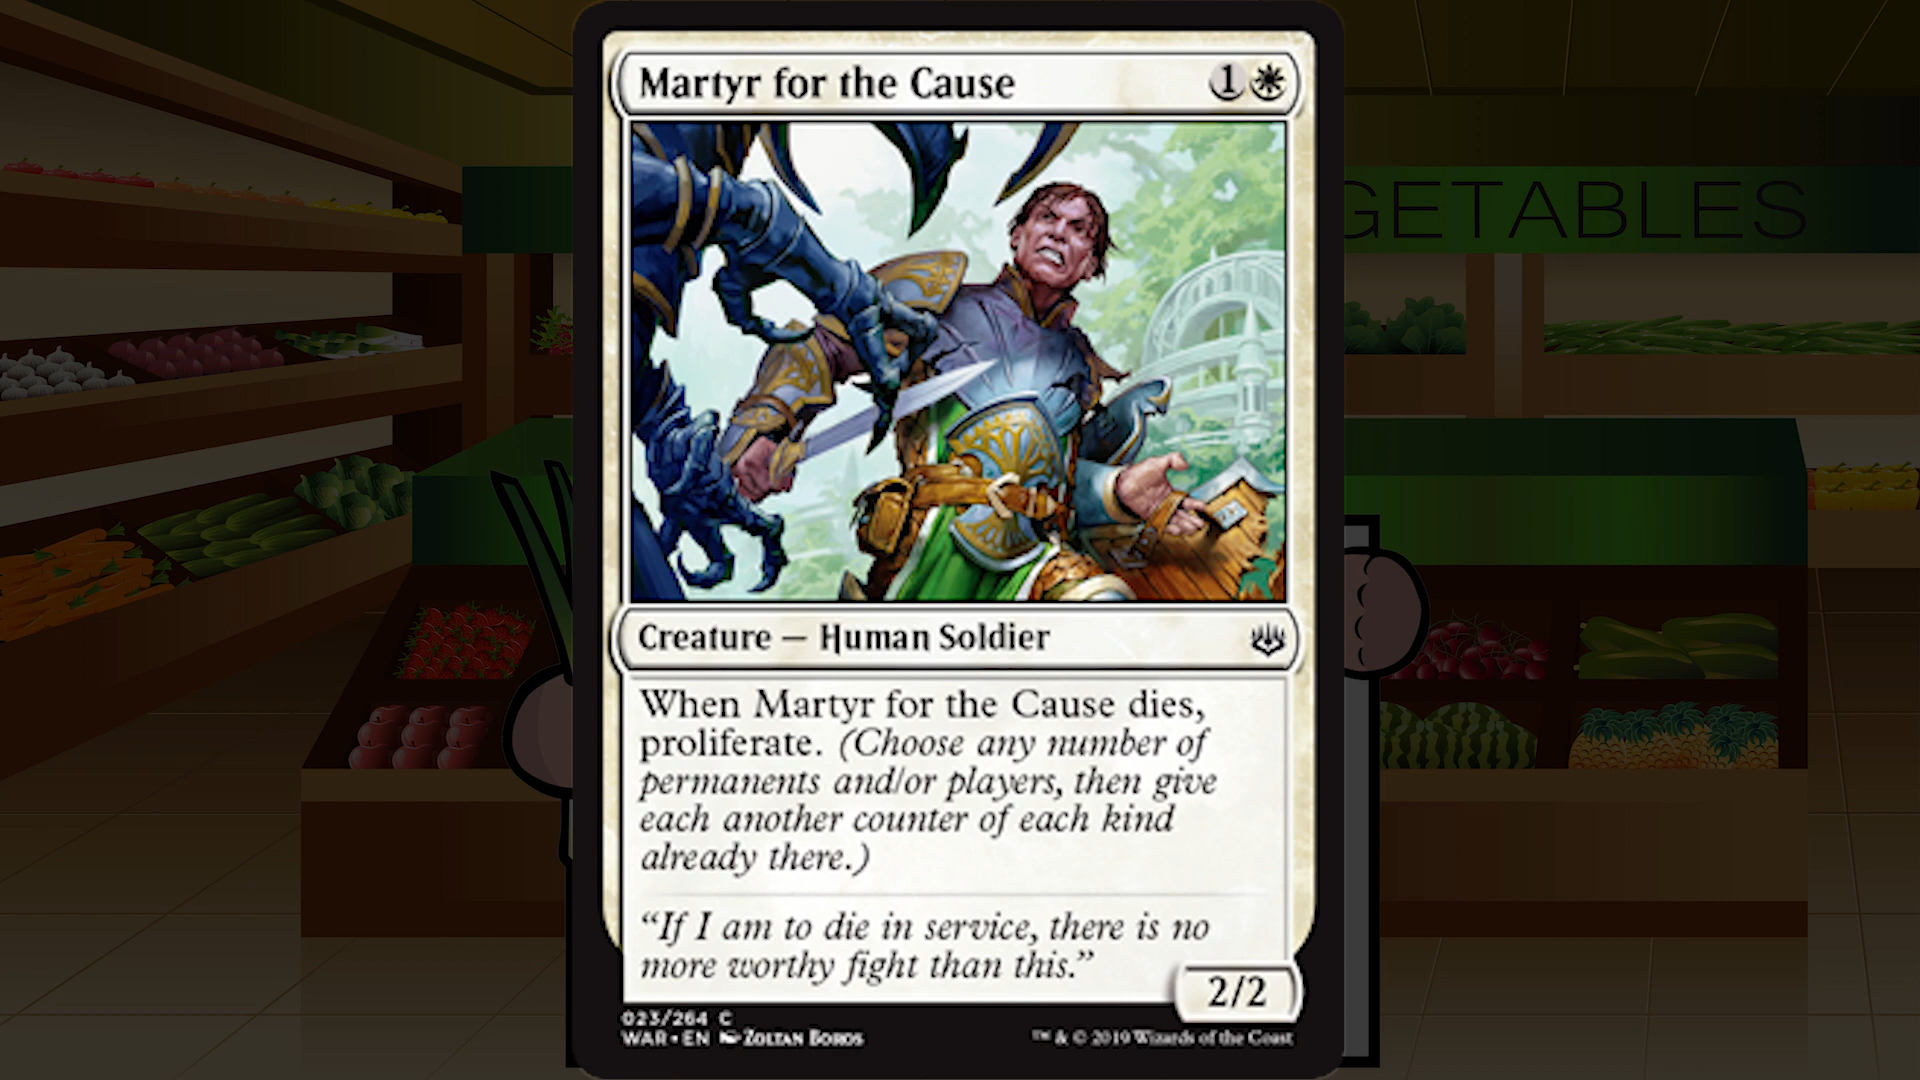 Martyr for the Cause
1
GETABLES
Creature — Human Soldier
When Martyr for the Cause dies,
proliferate. (Choose any number of
permanents and/or players, then give
each another counter of each kind
already there.)
“If I am to die in service, there is no
more worthy fight than this.”
2/2
023/264 C
WAR • EN Zoltan Boros
™ & © 2019 Wizards of the Coast